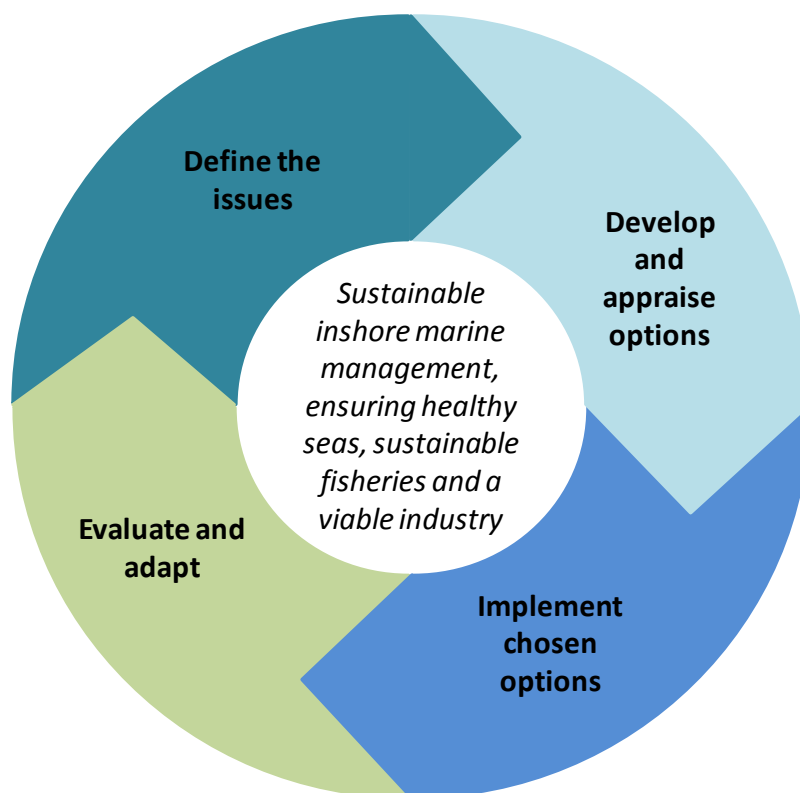 Define the
issues
Develop
and
appraise
options
Sustainable
inshore marine
management,
ensuring healthy
seas, sustainable
fisheries and a
viable industry
Implement
chosen
options
Evaluate and
adapt